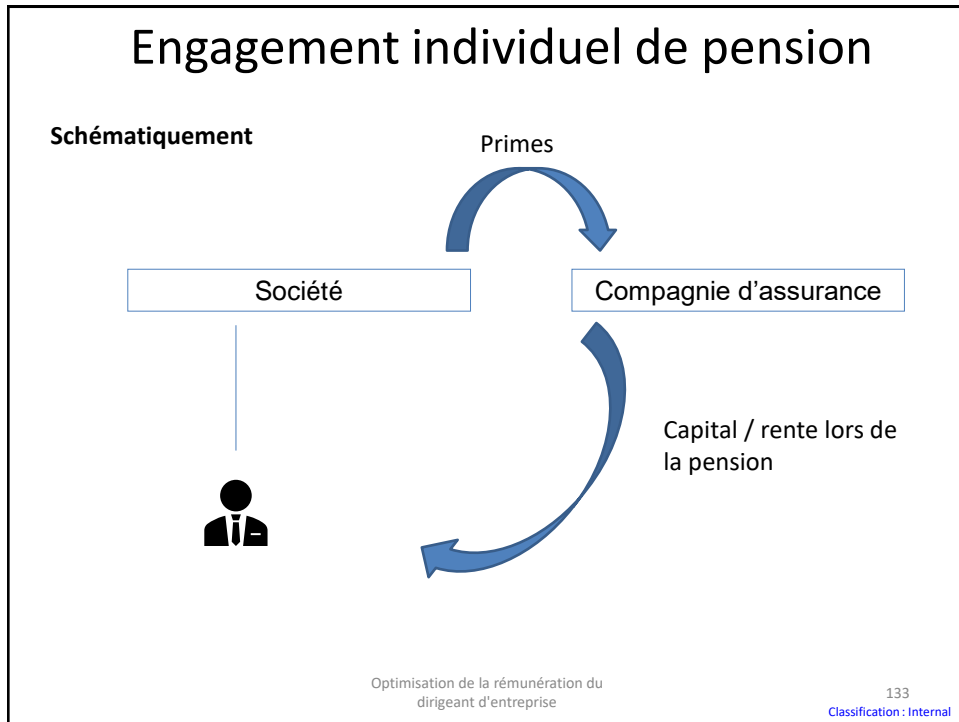 Engagement individuel de pension
Schématiquement
Primes
Société
Compagnie d’assurance
Capital / rente lors de
la pension
Optimisation de la rémunération du
dirigeant d'entreprise
133
Classification : Internal